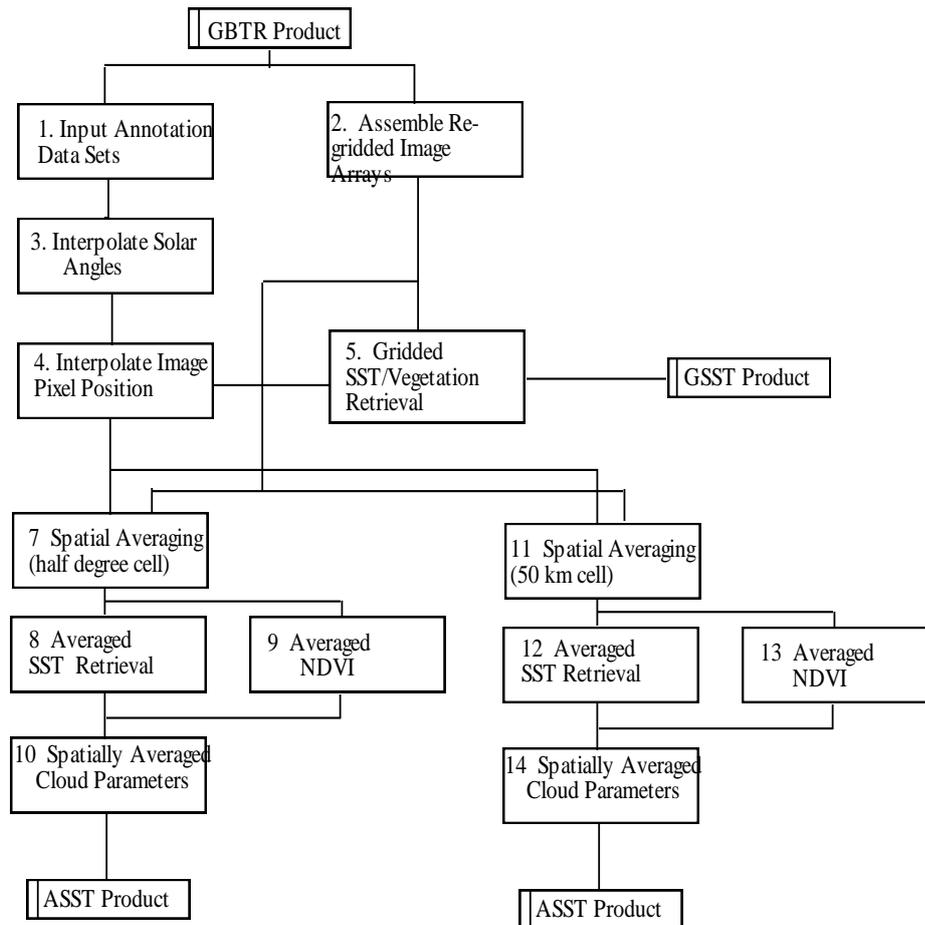 GBTR Product
1. Input Annotation
Data Sets
2. Assemble Re-
gridded Image
Arrays
3. Interpolate Solar
Angles
4. Interpolate Image
Pixel Position
5. Gridded
SST/Vegetation
Retrieval
GSST Product
7 Spatial Averaging
(half degree cell)
11 Spatial Averaging
(50 km cell)
8 Averaged
SST Retrieval
9 Averaged
NDVI
12 Averaged
SST Retrieval
13 Averaged
NDVI
10 Spatially Averaged
Cloud Parameters
14 Spatially Averaged
Cloud Parameters
ASST Product
ASST Product